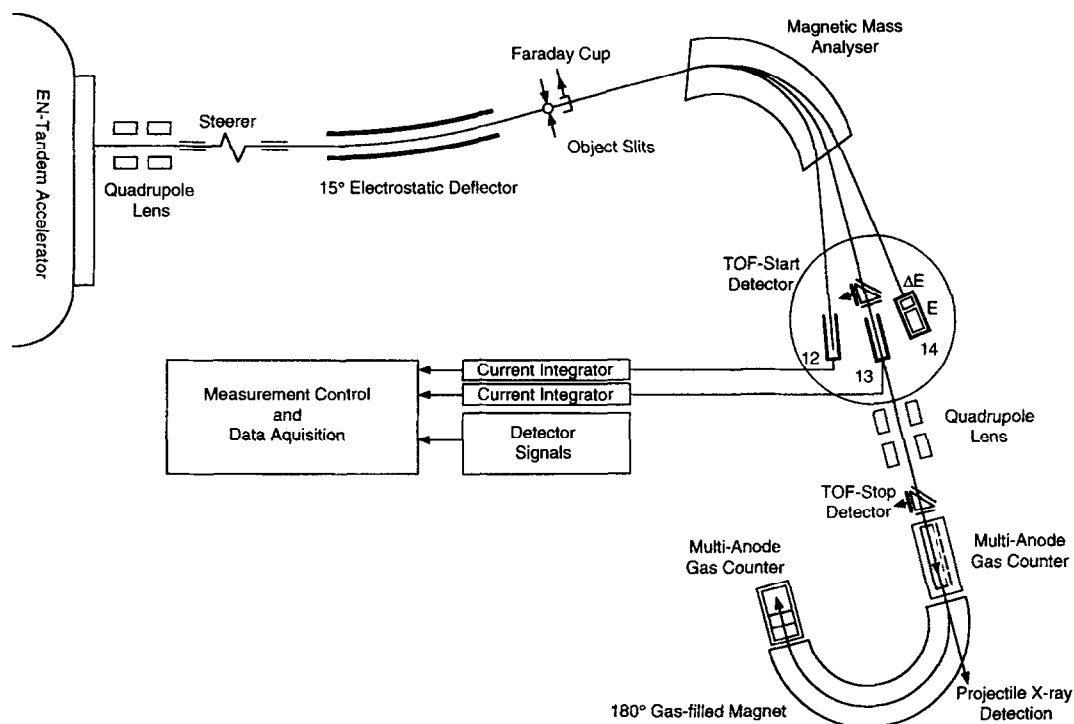 Magnetic Mass
Analyser
Faraday Cup
EN-Tandem Accelerator
Steerer
Object Slits
Quadrupole
Lens
15° Electrostatic Deflector
TOF-Start
Detector
ΔE
E
12
13
14
Current Integrator
Current Integrator
Measurement Control
and
Data Aquisition
Detector
Signals
Quadrupole
Lens
TOF-Stop
Detector
Multi-Anode
Gas Counter
Multi-Anode
Gas Counter
Projectile X-ray
Detection
180° Gas-filled Magnet